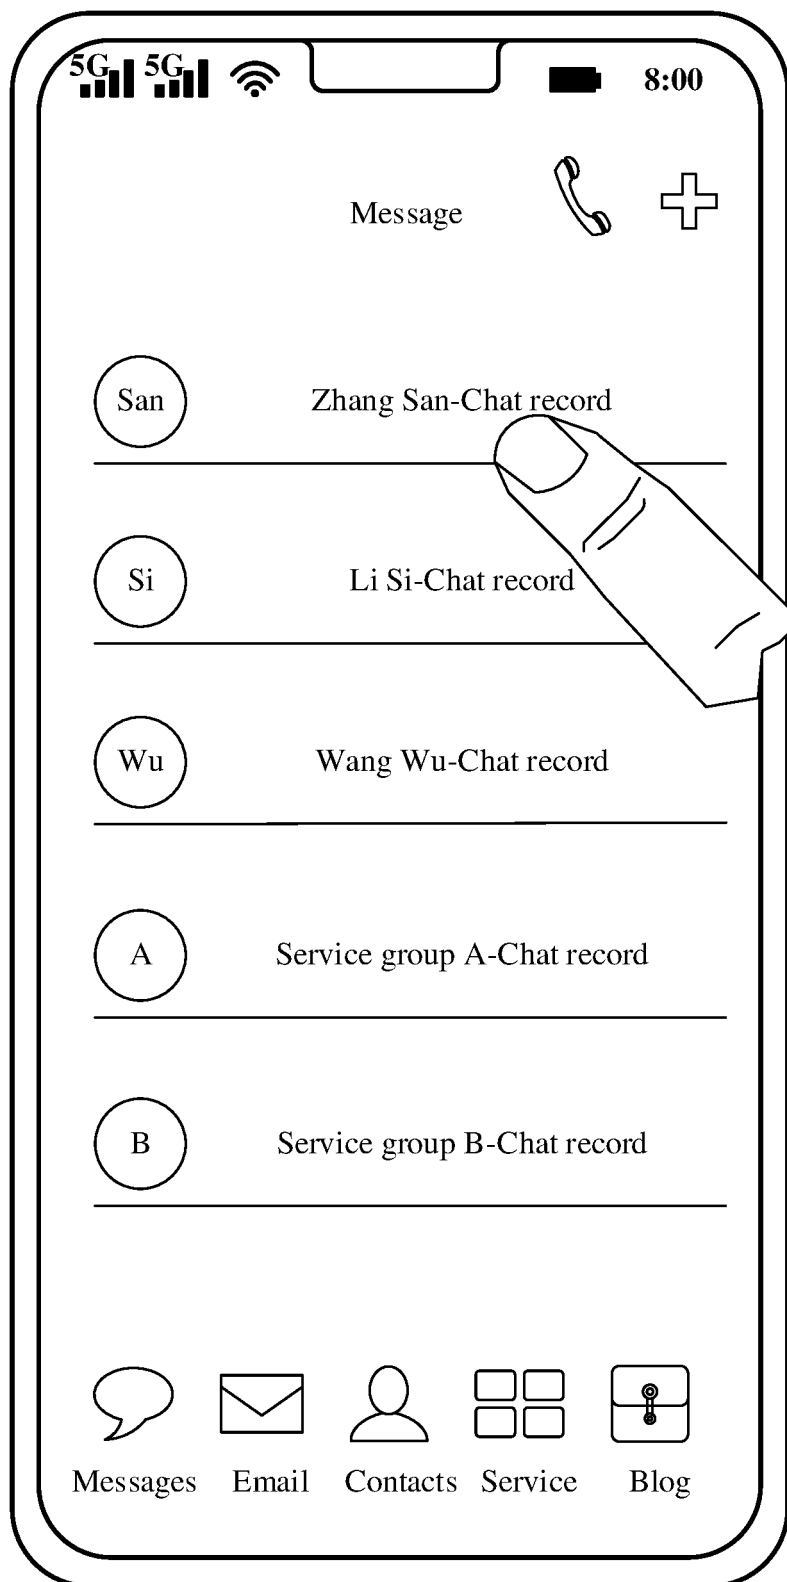 5G 5G 8:00
Message
San Zhang San-Chat record
Si Li Si-Chat record
Wu Wang Wu-Chat record
A Service group A-Chat record
B Service group B-Chat record
Messages Email Contacts Service Blog